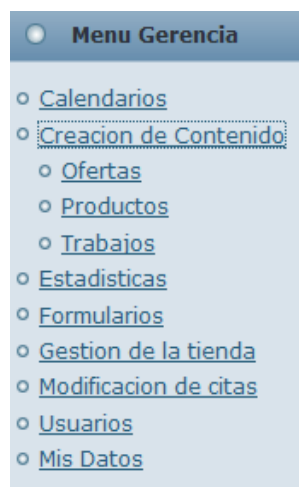 Menu Gerencia
Calendarios
Creacion de Contenido
Ofertas
Productos
Trabajos
Estadisticas
Formularios
Gestion de la tienda
Modificacion de citas
Usuarios
Mis Datos